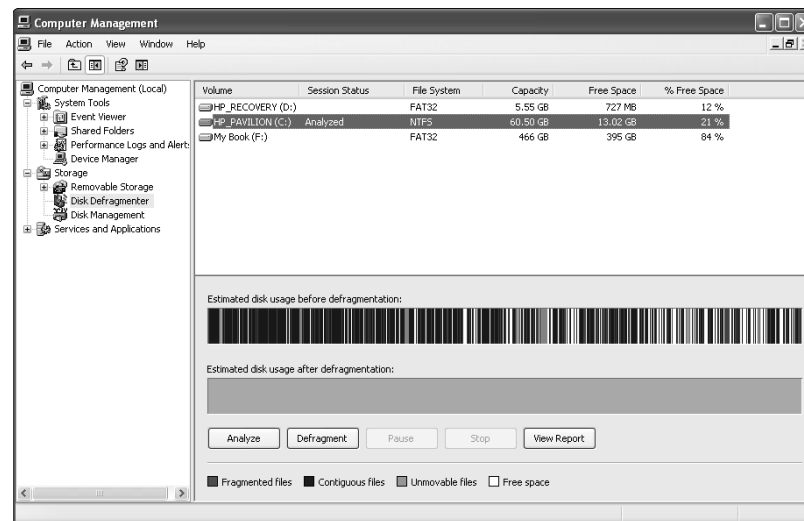 Computer Management
File Action View Window Help
Computer Management (Local)
System Tools
Event Viewer
Shared Folders
Performance Logs and Alert
Device Manager
Storage
Removable Storage
Disk Defragmenter
Disk Management
Services and Applications
Volume Session Status File System Capacity Free Space % Free Space
HP_RECOVERY (D:) FAT32 5.55 GB 727 MB 12 %
HP_PAVILION (C:) Analyzed NTFS 60.50 GB 13.02 GB 21 %
My Book (F:) FAT32 466 GB 395 GB 84 %
Estimated disk usage before defragmentation:
Estimated disk usage after defragmentation:
Analyze Defragment Pause Stop View Report
Fragmented files Contiguous files Unmovable files Free space